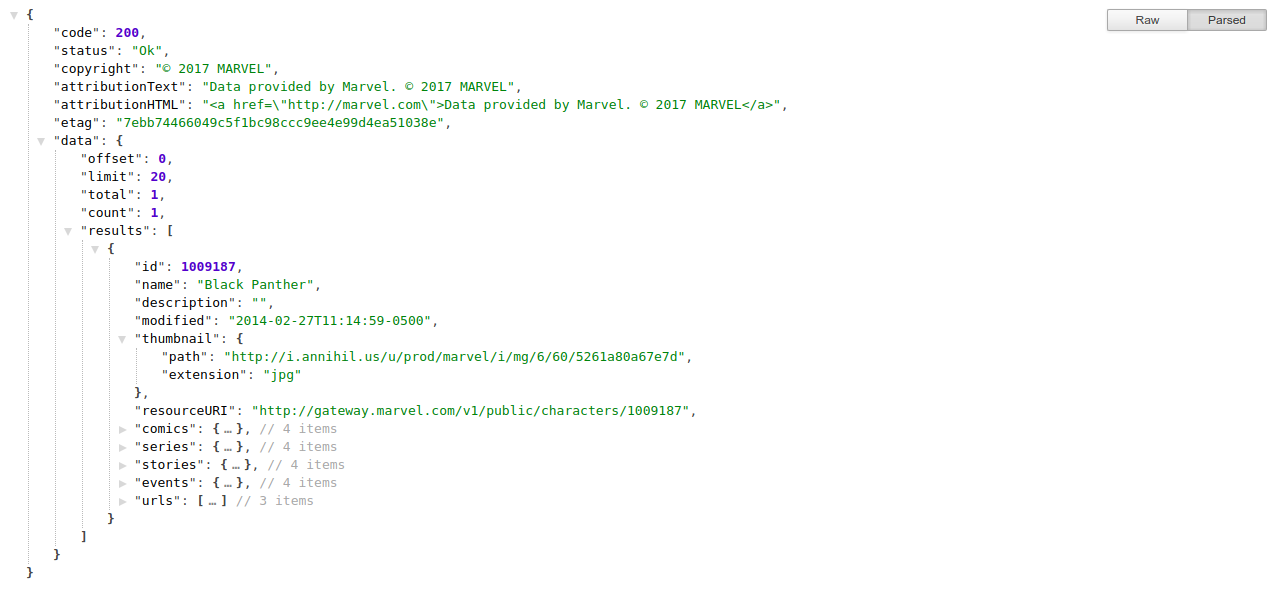 Raw Parsed
{
"code": 200,
"status": "Ok",
"copyright": "© 2017 MARVEL",
"attributionText": "Data provided by Marvel. © 2017 MARVEL",
"attributionHTML": "<a href=\"http://marvel.com\">Data provided by Marvel. © 2017 MARVEL</a>",
"etag": "7ebb74466049c5f1bc98ccc9ee4e99d4ea51038e",
"data": {
"offset": 0,
"limit": 20,
"total": 1,
"count": 1,
"results": [
{
"id": 1009187,
"name": "Black Panther",
"description": "",
"modified": "2014-02-27T11:14:59-0500",
"thumbnail": {
"path": "http://i.annihil.us/u/prod/marvel/i/mg/6/60/5261a80a67e7d",
"extension": "jpg"
},
"resourceURI": "http://gateway.marvel.com/v1/public/characters/1009187",
"comics": {…}, // 4 items
"series": {…}, // 4 items
"stories": {…}, // 4 items
"events": {…}, // 4 items
"urls": […] // 3 items
}
]
}
}